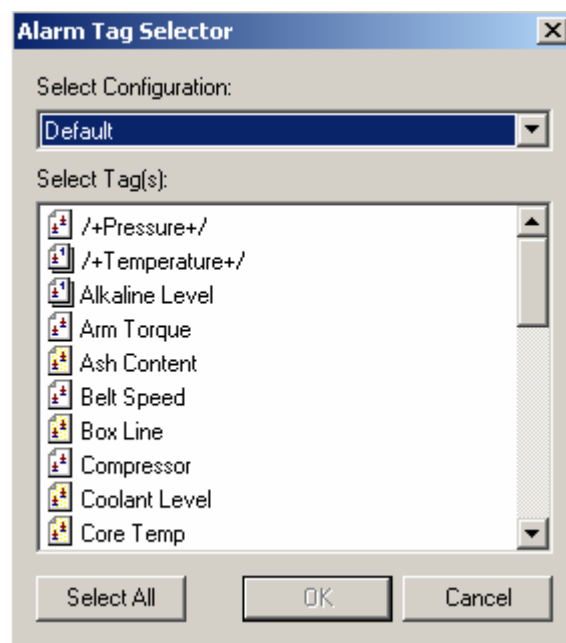 Alarm Tag Selector
Select Configuration:
Default
Select Tag(s):
/+Pressure+/
/+Temperature+/
Alkaline Level
Arm Torque
Ash Content
Belt Speed
Box Line
Compressor
Coolant Level
Core Temp
Select All
OK
Cancel